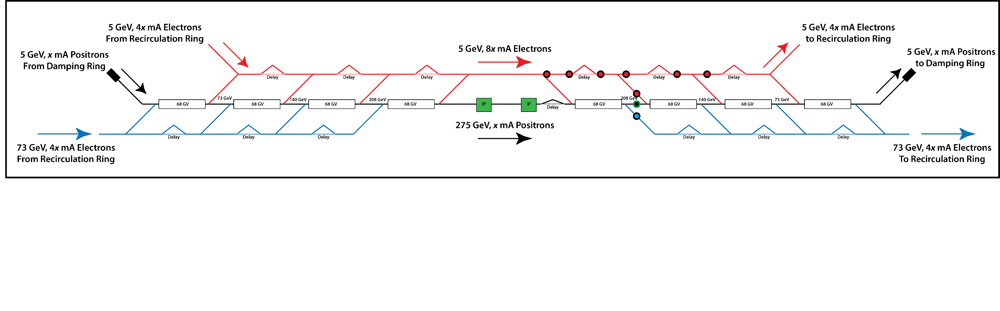 5 GeV, 4x mA Electrons
From Recirculation Ring
5 GeV, 4x mA Electrons
to Recirculation Ring
5 GeV, 8x mA Electrons
5 GeV, x mA Positrons
From Damping Ring
5 GeV, x mA Positrons
to Damping Ring
Delay
Delay
Delay
Delay
Delay
Delay
73 GeV
140 GeV
208 GeV
208 GeV
140 GeV
73 GeV
68 GV
68 GV
68 GV
68 GV
IP
IP
Delay
68 GV
68 GV
68 GV
68 GV
275 GeV, x mA Positrons
Delay
Delay
Delay
Delay
Delay
Delay
73 GeV, 4x mA Electrons
From Recirculation Ring
73 GeV, 4x mA Electrons
To Recirculation Ring